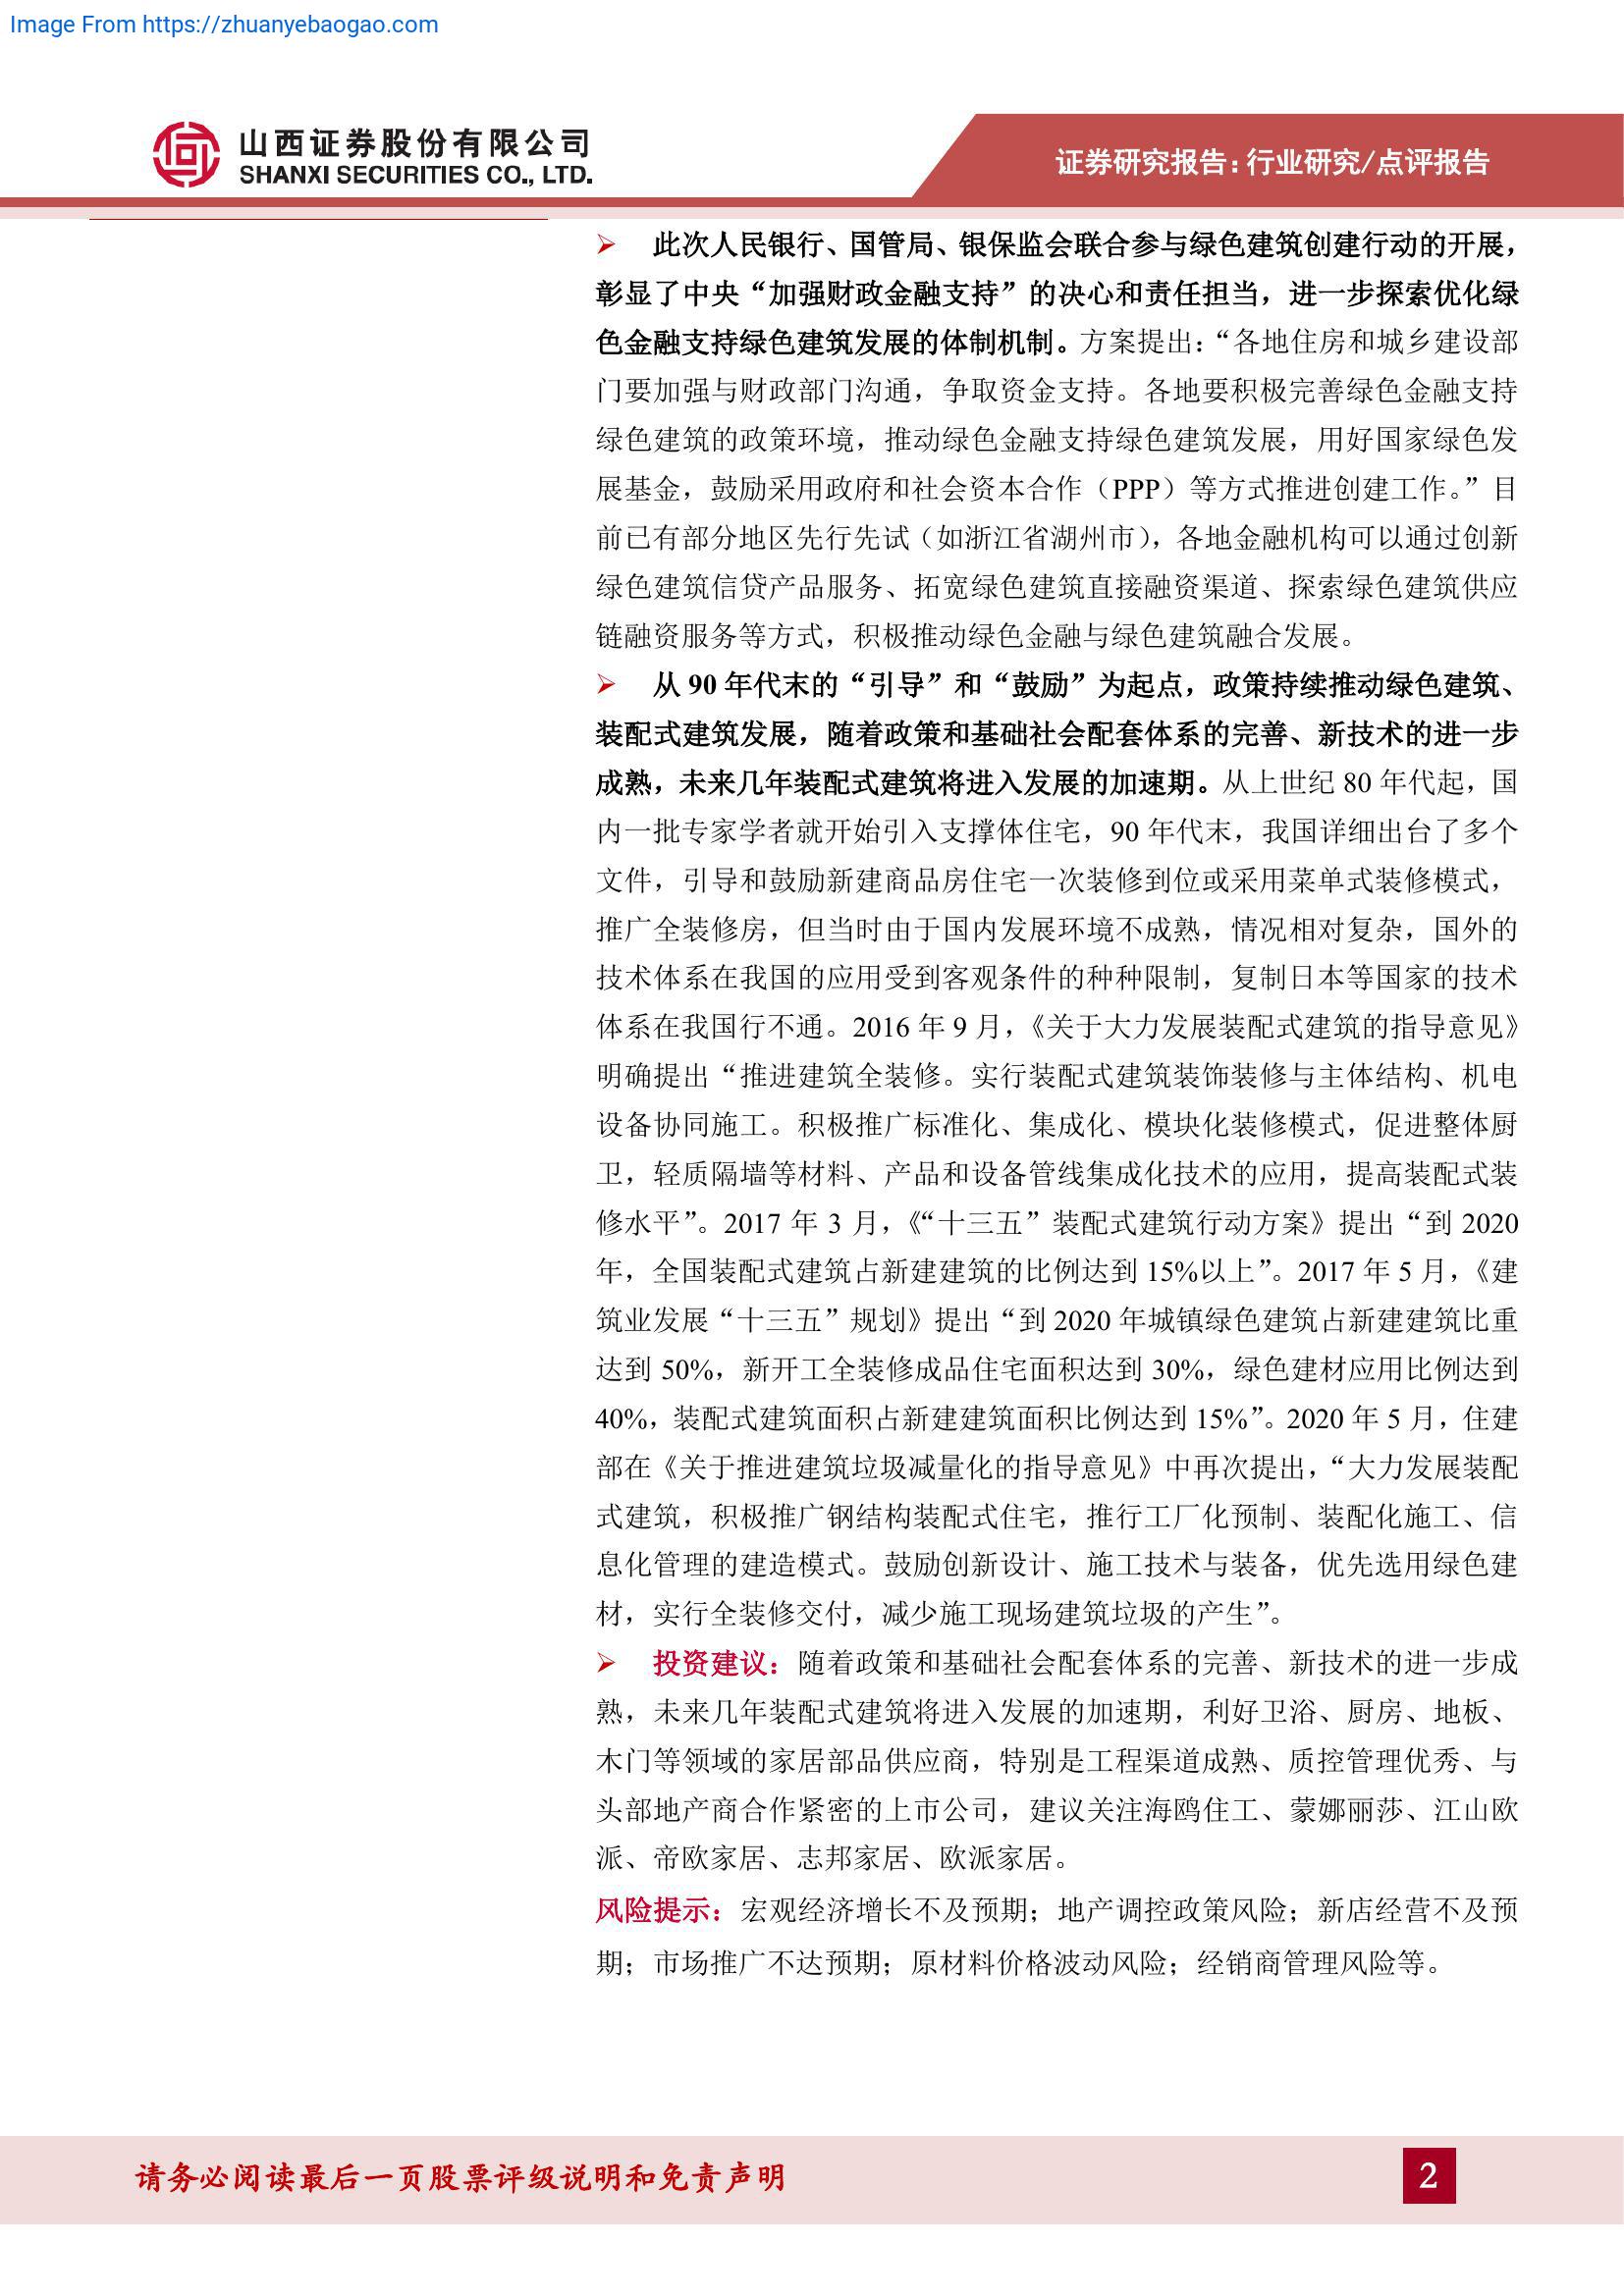 Image From https://zhuanyebaogao.com
山西证券股份有限公司
SHANXI SECURITIES CO., LTD.
证券研究报告：行业研究/点评报告
➢ 此次人民银行、国管局、银保监会联合参与绿色建筑创建行动的开展，
彰显了中央“加强财政金融支持”的决心和责任担当，进一步探索优化绿
色金融支持绿色建筑发展的体制机制。方案提出：“各地住房和城乡建设部
门要加强与财政部门沟通，争取资金支持。各地要积极完善绿色金融支持
绿色建筑的政策环境，推动绿色金融支持绿色建筑发展，用好国家绿色发
展基金，鼓励采用政府和社会资本合作（PPP）等方式推进创建工作。”目
前已有部分地区先行先试（如浙江省湖州市），各地金融机构可以通过创新
绿色建筑信贷产品服务、拓宽绿色建筑直接融资渠道、探索绿色建筑供应
链融资服务等方式，积极推动绿色金融与绿色建筑融合发展。
➢ 从 90 年代末的“引导”和“鼓励”为起点，政策持续推动绿色建筑、
装配式建筑发展，随着政策和基础社会配套体系的完善、新技术的进一步
成熟，未来几年装配式建筑将进入发展的加速期。从上世纪 80 年代起，国
内一批专家学者就开始引入支撑体住宅，90 年代末，我国详细出台了多个
文件，引导和鼓励新建商品房住宅一次装修到位或采用菜单式装修模式，
推广全装修房，但当时由于国内发展环境不成熟，情况相对复杂，国外的
技术体系在我国的应用受到客观条件的种种限制，复制日本等国家的技术
体系在我国行不通。2016 年 9 月，《关于大力发展装配式建筑的指导意见》
明确提出“推进建筑全装修。实行装配式建筑装饰装修与主体结构、机电
设备协同施工。积极推广标准化、集成化、模块化装修模式，促进整体厨
卫，轻质隔墙等材料、产品和设备管线集成化技术的应用，提高装配式装
修水平”。2017 年 3 月，《“十三五”装配式建筑行动方案》提出“到 2020
年，全国装配式建筑占新建建筑的比例达到 15%以上”。2017 年 5 月，《建
筑业发展“十三五”规划》提出“到 2020 年城镇绿色建筑占新建建筑比重
达到 50%，新开工全装修成品住宅面积达到 30%，绿色建材应用比例达到
40%，装配式建筑面积占新建建筑面积比例达到 15%”。2020 年 5 月，住建
部在《关于推进建筑垃圾减量化的指导意见》中再次提出，“大力发展装配
式建筑，积极推广钢结构装配式住宅，推行工厂化预制、装配化施工、信
息化管理的建造模式。鼓励创新设计、施工技术与装备，优先选用绿色建
材，实行全装修交付，减少施工现场建筑垃圾的产生”。
➢ 投资建议：随着政策和基础社会配套体系的完善、新技术的进一步成
熟，未来几年装配式建筑将进入发展的加速期，利好卫浴、厨房、地板、
木门等领域的家居部品供应商，特别是工程渠道成熟、质控管理优秀、与
头部地产商合作紧密的上市公司，建议关注海鸥住工、蒙娜丽莎、江山欧
派、帝欧家居、志邦家居、欧派家居。
风险提示：宏观经济增长不及预期；地产调控政策风险；新店经营不及预
期；市场推广不达预期；原材料价格波动风险；经销商管理风险等。
请务必阅读最后一页股票评级说明和免责声明
2